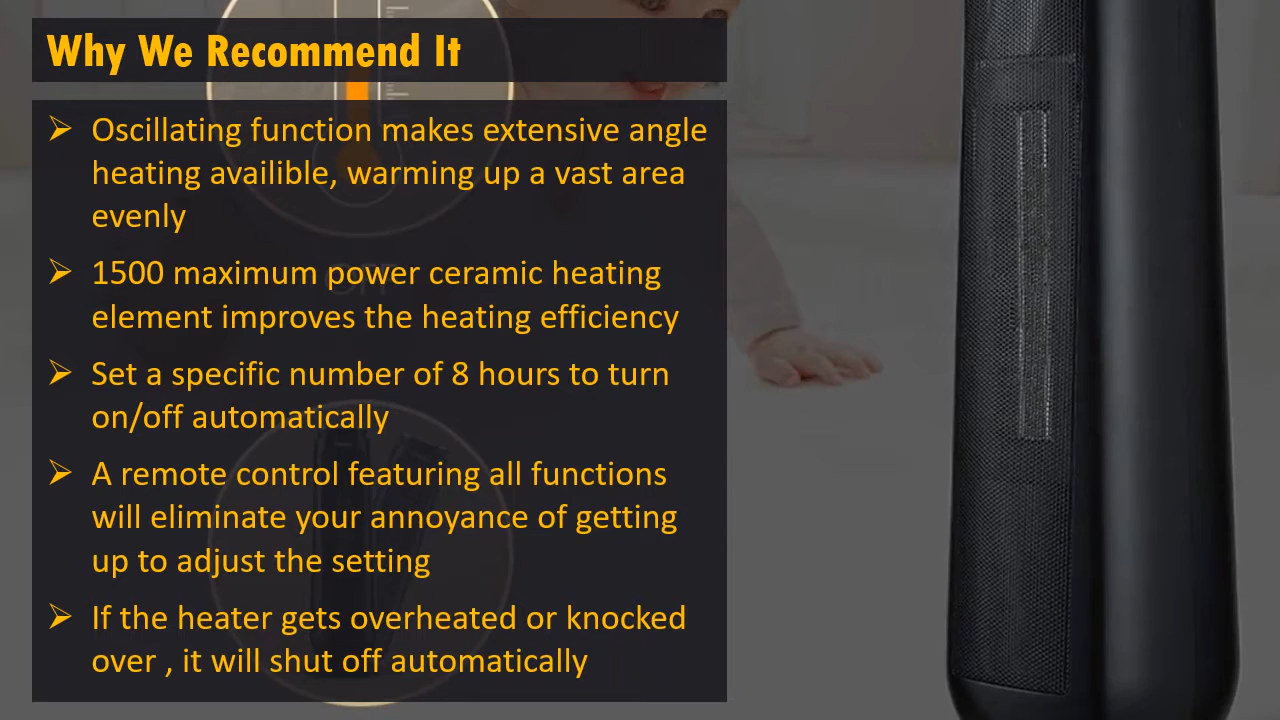 Why We Recommend It
Oscillating function makes extensive angle
heating availible, warming up a vast area
evenly
1500 maximum power ceramic heating
element improves the heating efficiency
Set a specific number of 8 hours to turn
on/off automatically
A remote control featuring all functions
will eliminate your annoyance of getting
up to adjust the setting
If the heater gets overheated or knocked
over , it will shut off automatically